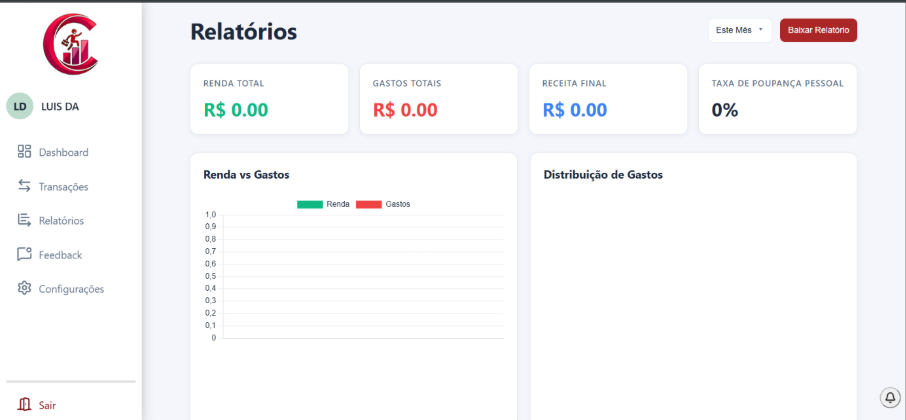 Relatórios
Este Mês
Baixar Relatório
LD LUIS DA
Dashboard
Transações
Relatórios
Feedback
Configurações
Sair
RENDA TOTAL
R$ 0.00
GASTOS TOTAIS
R$ 0.00
RECEITA FINAL
R$ 0.00
TAXA DE POUPANÇA PESSOAL
0%
Renda vs Gastos
Renda Gastos
1,0
0,9
0,8
0,7
0,6
0,5
0,4
0,3
0,2
0,1
0
Distribuição de Gastos